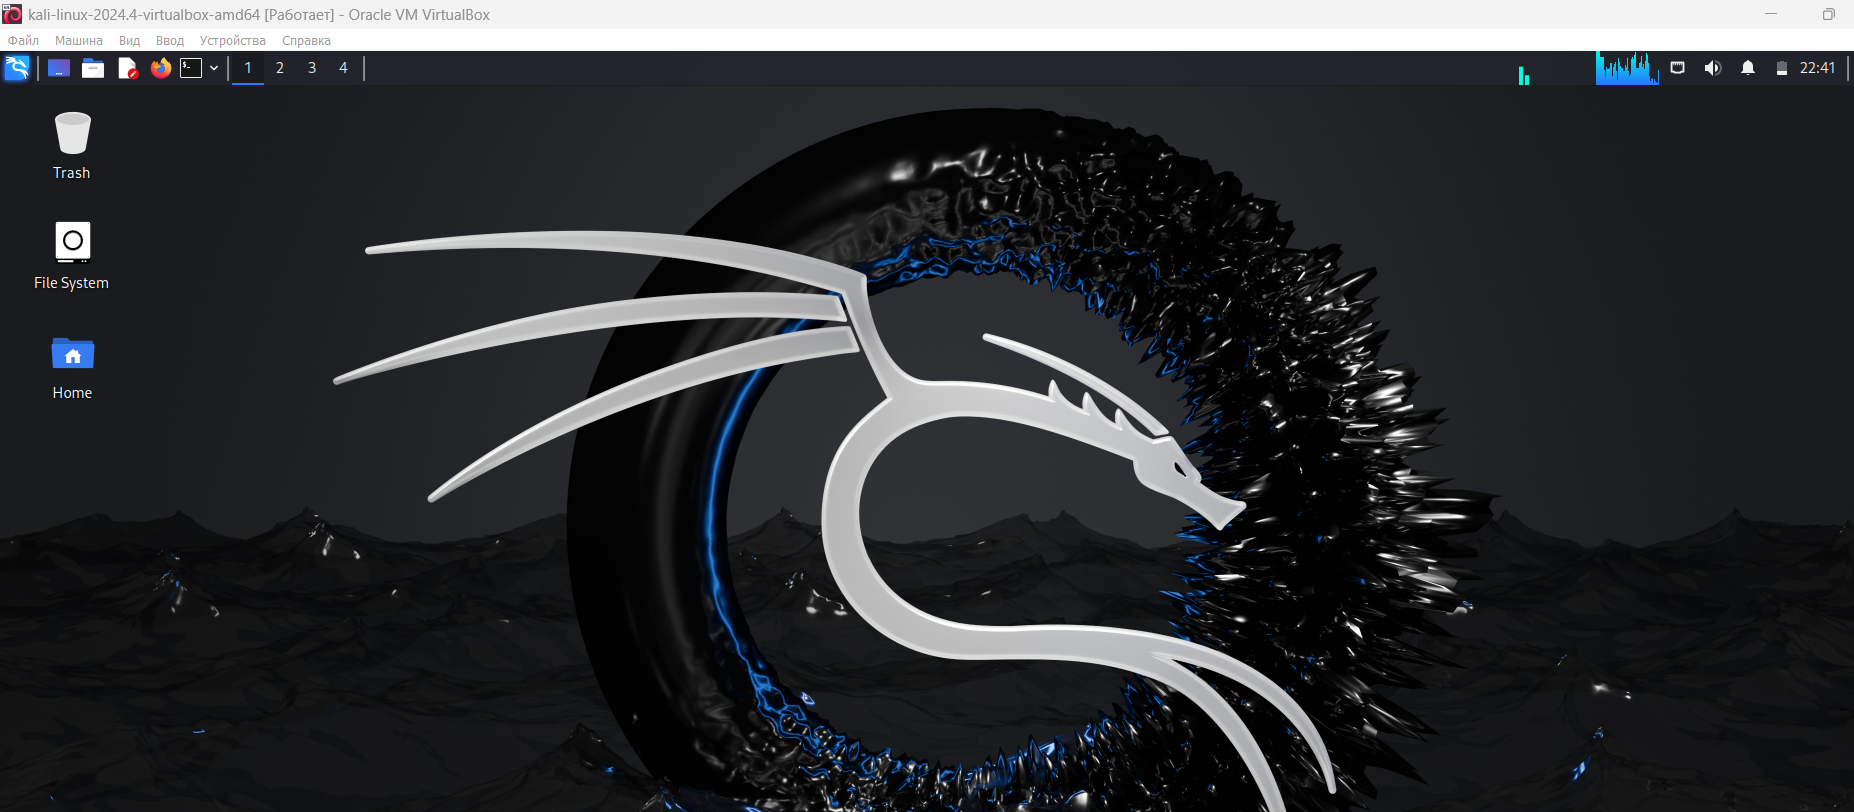 kali-linux-2024.4-virtualbox-amd64 [Работает] - Oracle VM VirtualBox
Файл Машина Вид Ввод Устройства Справка
1 2 3 4 22:41
Trash
File System
Home